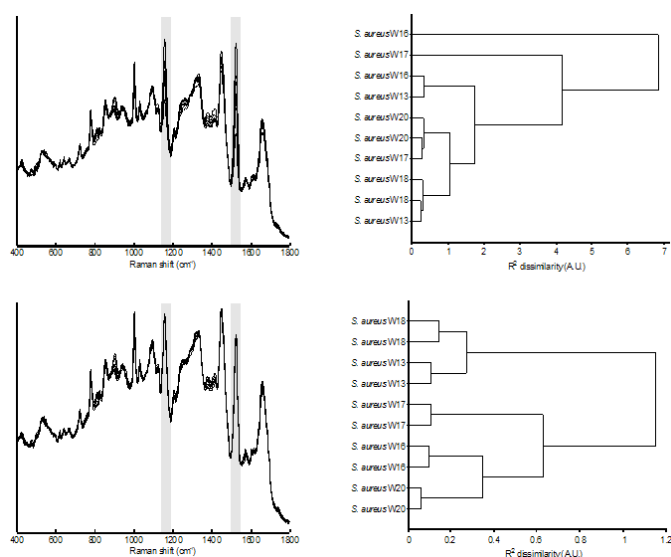 S. aureus W16
S. aureus W17
S. aureus W16
S. aureus W13
S. aureus W20
S. aureus W20
S. aureus W17
S. aureus W18
S. aureus W18
S. aureus W13
400 600 800 1000 1200 1400 1600 1800
Raman shift (cm⁻¹)
0 1 2 3 4 5 6 7
R² dissimilarity (A.U.)
S. aureus W18
S. aureus W18
S. aureus W13
S. aureus W13
S. aureus W17
S. aureus W17
S. aureus W16
S. aureus W16
S. aureus W20
S. aureus W20
400 600 800 1000 1200 1400 1600 1800
Raman shift (cm⁻¹)
0 0.2 0.4 0.6 0.8 1 1.2
R² dissimilarity (A.U.)